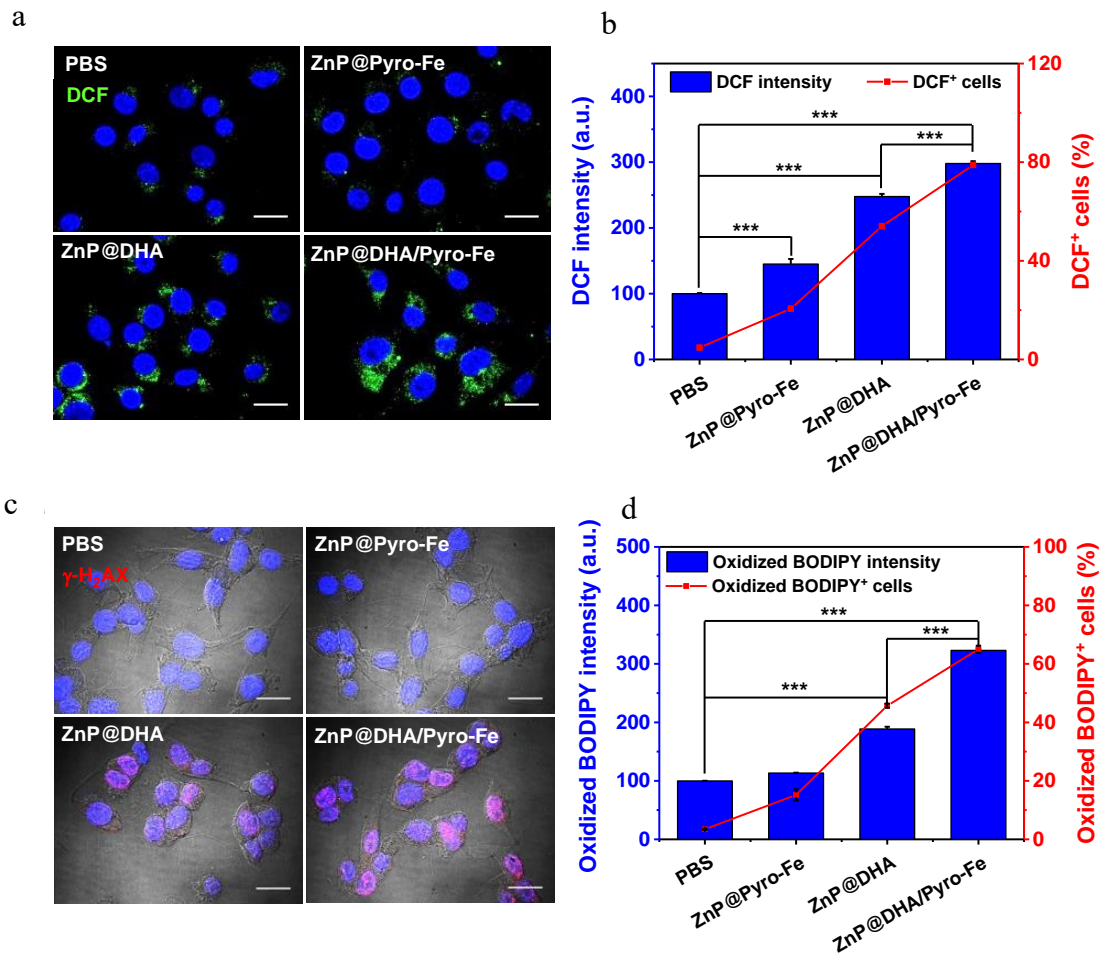 a
PBS
DCF
ZnP@Pyro-Fe
ZnP@DHA
ZnP@DHA/Pyro-Fe
b
DCF intensity
DCF⁺ cells
DCF intensity (a.u.)
400
300
200
100
0
***
***
***
***
120
80
40
0
DCF⁺ cells (%)
PBS
ZnP@Pyro-Fe
ZnP@DHA
ZnP@DHA/Pyro-Fe
c
PBS
γ-H₂AX
ZnP@Pyro-Fe
ZnP@DHA
ZnP@DHA/Pyro-Fe
d
Oxidized BODIPY intensity
Oxidized BODIPY⁺ cells
Oxidized BODIPY intensity (a.u.)
500
400
300
200
100
0
***
***
***
100
80
60
40
20
0
Oxidized BODIPY⁺ cells (%)
PBS
ZnP@Pyro-Fe
ZnP@DHA
ZnP@DHA/Pyro-Fe